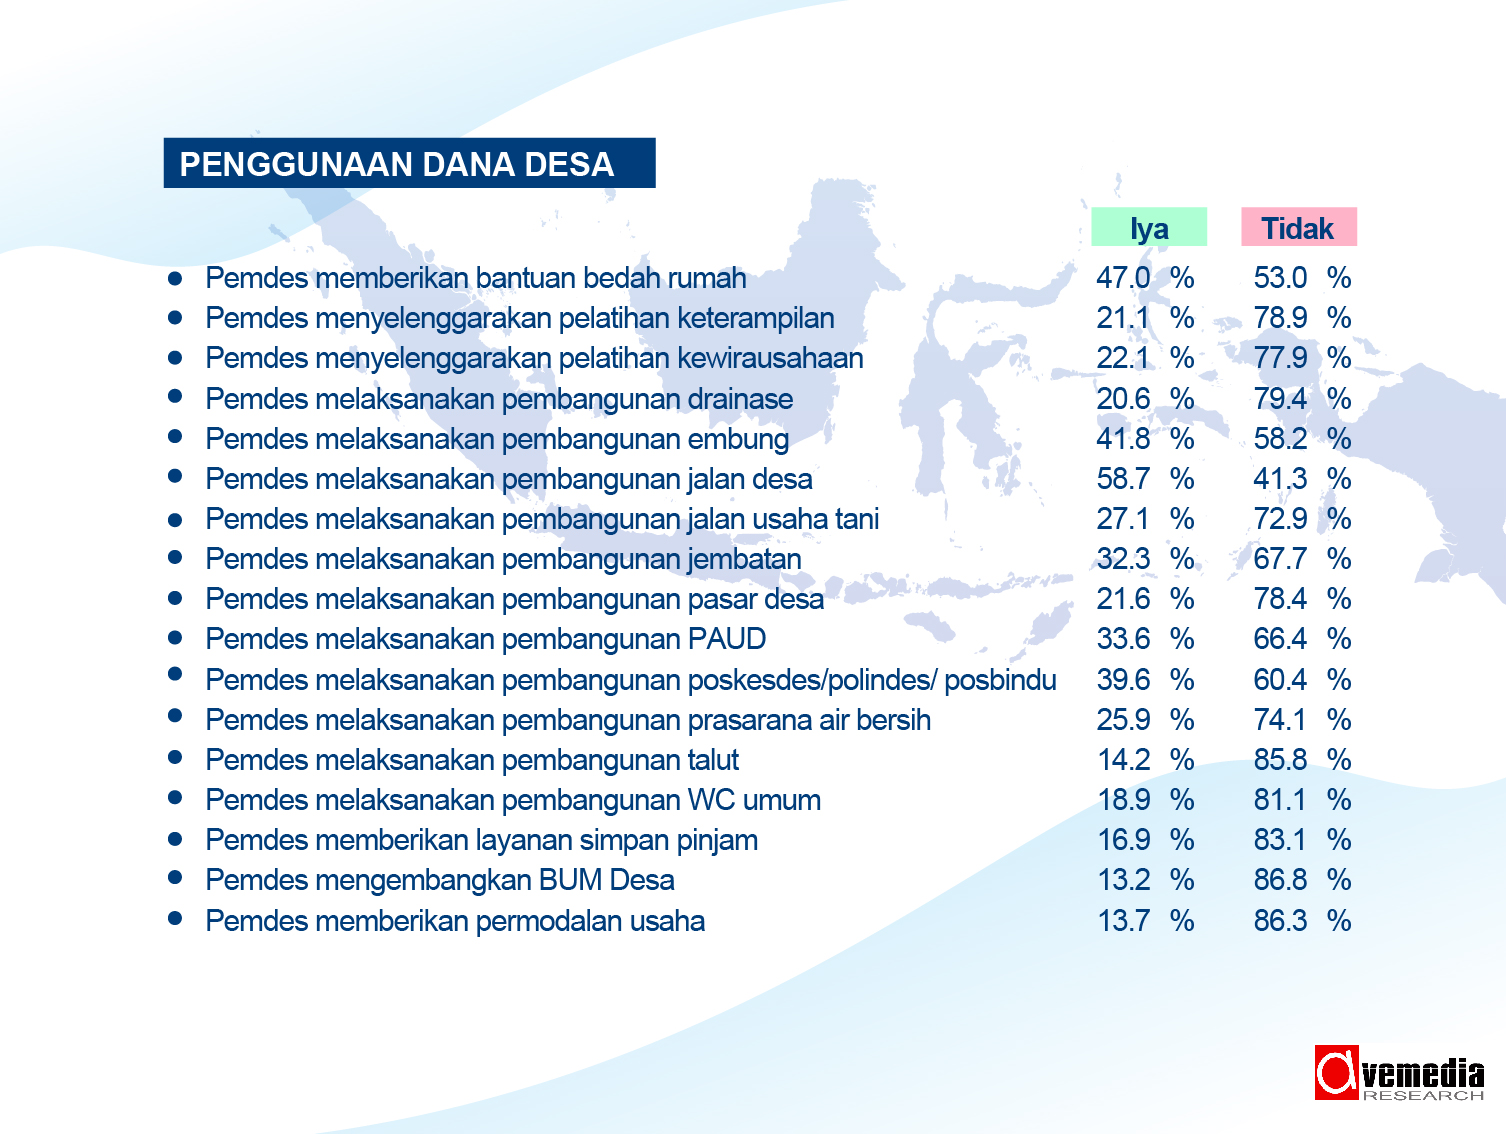 PENGGUNAAN DANA DESA
Iya Tidak
● Pemdes memberikan bantuan bedah rumah 47.0 % 53.0 %
● Pemdes menyelenggarakan pelatihan keterampilan 21.1 % 78.9 %
● Pemdes menyelenggarakan pelatihan kewirausahaan 22.1 % 77.9 %
● Pemdes melaksanakan pembangunan drainase 20.6 % 79.4 %
● Pemdes melaksanakan pembangunan embung 41.8 % 58.2 %
● Pemdes melaksanakan pembangunan jalan desa 58.7 % 41.3 %
● Pemdes melaksanakan pembangunan jalan usaha tani 27.1 % 72.9 %
● Pemdes melaksanakan pembangunan jembatan 32.3 % 67.7 %
● Pemdes melaksanakan pembangunan pasar desa 21.6 % 78.4 %
● Pemdes melaksanakan pembangunan PAUD 33.6 % 66.4 %
● Pemdes melaksanakan pembangunan poskesdes/polindes/ posbindu 39.6 % 60.4 %
● Pemdes melaksanakan pembangunan prasarana air bersih 25.9 % 74.1 %
● Pemdes melaksanakan pembangunan talut 14.2 % 85.8 %
● Pemdes melaksanakan pembangunan WC umum 18.9 % 81.1 %
● Pemdes memberikan layanan simpan pinjam 16.9 % 83.1 %
● Pemdes mengembangkan BUM Desa 13.2 % 86.8 %
● Pemdes memberikan permodalan usaha 13.7 % 86.3 %
avemedia
RESEARCH